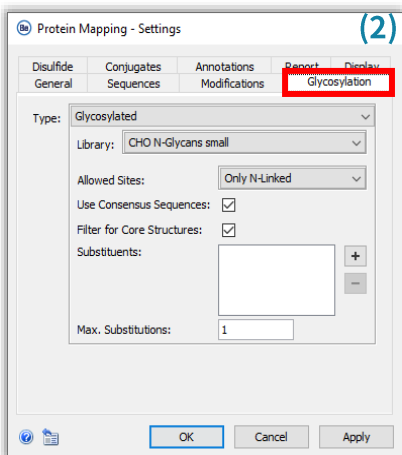 Be Protein Mapping - Settings (2)
Disulfide Conjugates Annotations Report Display
General Sequences Modifications Glycosylation
Type: Glycosylated
Library: CHO N-Glycans small
Allowed Sites: Only N-Linked
Use Consensus Sequences:
Filter for Core Structures:
Substituents: +
−
Max. Substitutions: 1
? OK Cancel Apply